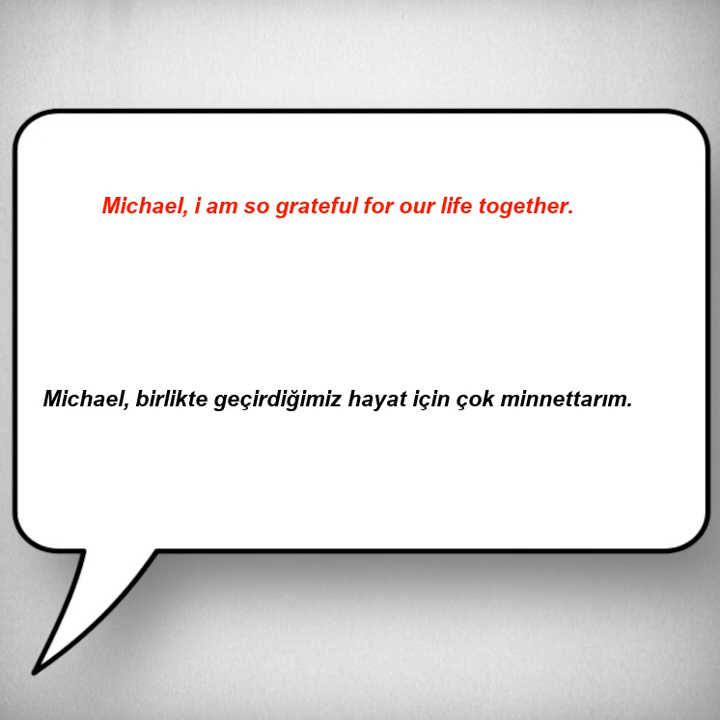 Michael, i am so grateful for our life together.
Michael, birlikte geçirdiğimiz hayat için çok minnettarım.